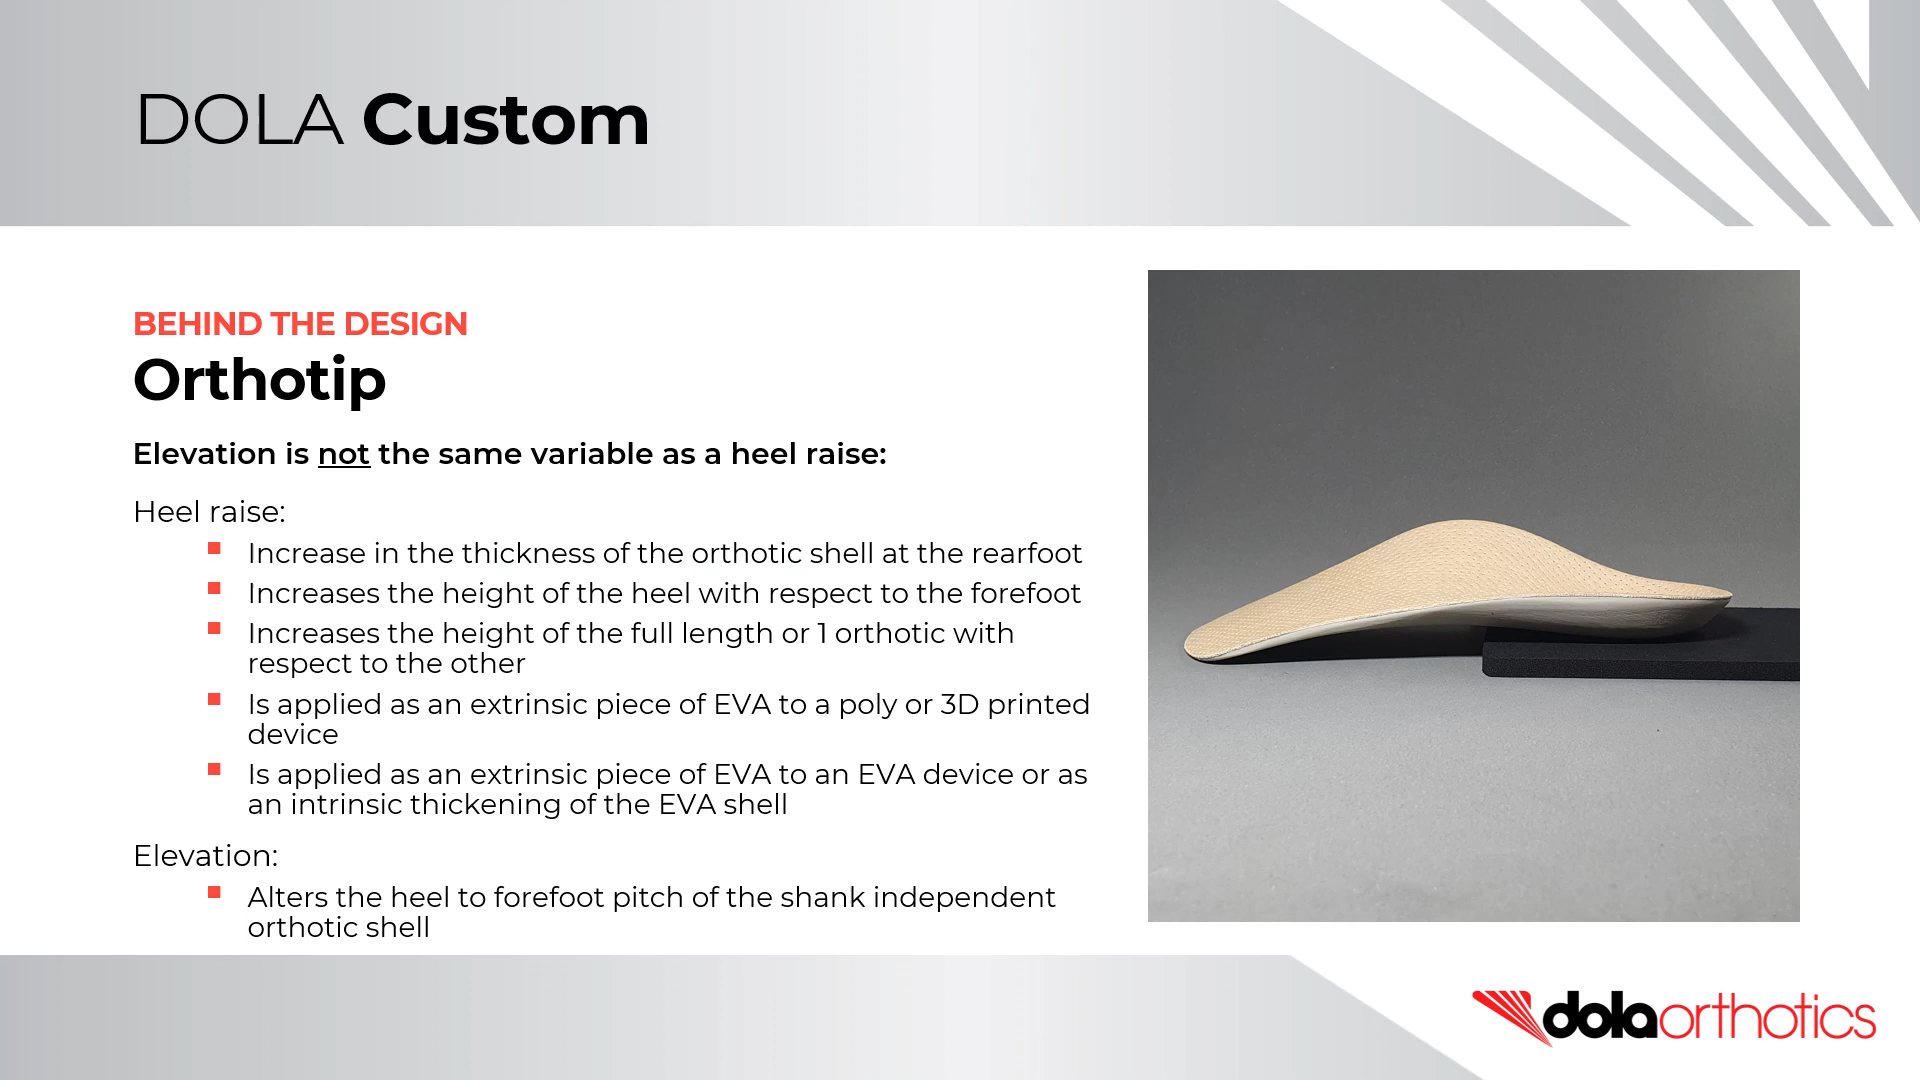 DOLA Custom
BEHIND THE DESIGN
Orthotip
Elevation is not the same variable as a heel raise:
Heel raise:
Increase in the thickness of the orthotic shell at the rearfoot
Increases the height of the heel with respect to the forefoot
Increases the height of the full length or 1 orthotic with
respect to the other
Is applied as an extrinsic piece of EVA to a poly or 3D printed
device
Is applied as an extrinsic piece of EVA to an EVA device or as
an intrinsic thickening of the EVA shell
Elevation:
Alters the heel to forefoot pitch of the shank independent
orthotic shell
dolaorthotics